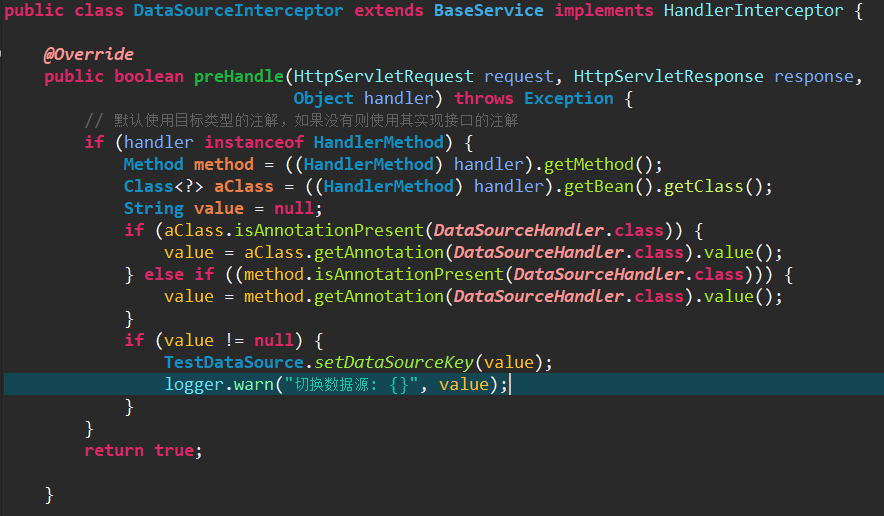 public class DataSourceInterceptor extends BaseService implements HandlerInterceptor {
@Override
public boolean preHandle(HttpServletRequest request, HttpServletResponse response,
Object handler) throws Exception {
// 默认使用目标类型的注解，如果没有则使用其实现接口的注解
if (handler instanceof HandlerMethod) {
Method method = ((HandlerMethod) handler).getMethod();
Class<?> aClass = ((HandlerMethod) handler).getBean().getClass();
String value = null;
if (aClass.isAnnotationPresent(DataSourceHandler.class)) {
value = aClass.getAnnotation(DataSourceHandler.class).value();
} else if ((method.isAnnotationPresent(DataSourceHandler.class))) {
value = method.getAnnotation(DataSourceHandler.class).value();
}
if (value != null) {
TestDataSource.setDataSourceKey(value);
logger.warn("切换数据源: {}", value);
}
}
return true;
}